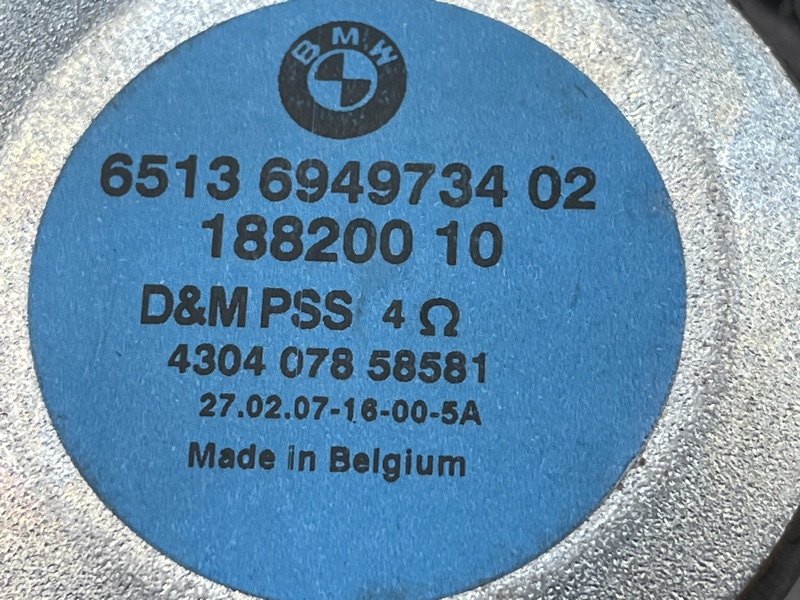 BMW
6513 6949734 02
188200 10
D&M PSS 4 Ω
4304 078 58581
27.02.07-16-00-5A
Made in Belgium